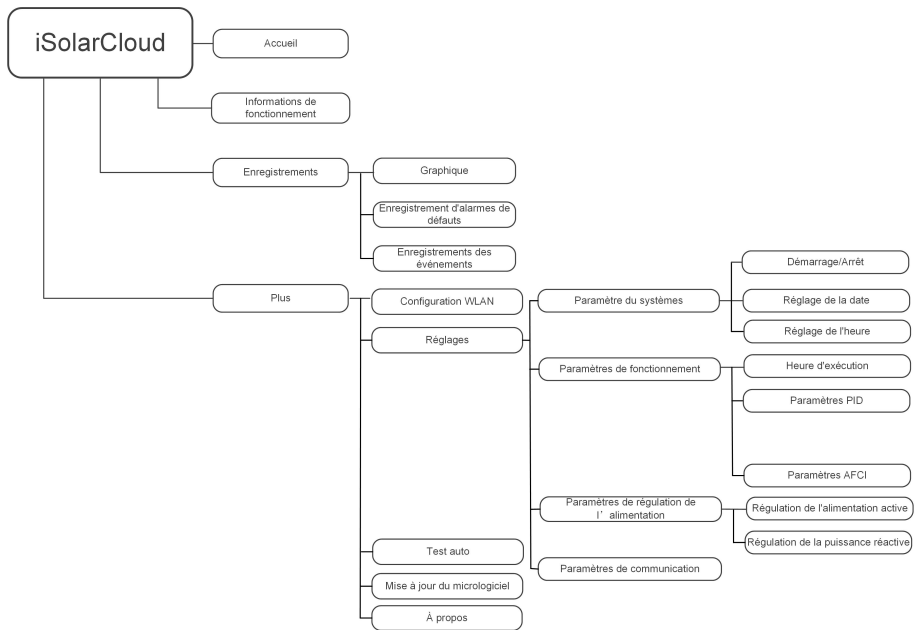 iSolarCloud
Accueil
Informations de
fonctionnement
Enregistrements
Graphique
Enregistrement d'alarmes de
défauts
Enregistrements des
événements
Plus
Configuration WLAN
Réglages
Paramètre du systèmes
Démarrage/Arrêt
Réglage de la date
Réglage de l'heure
Paramètres de fonctionnement
Heure d'exécution
Paramètres PID
Paramètres AFCI
Paramètres de régulation de
l’alimentation
Régulation de l'alimentation active
Régulation de la puissance réactive
Paramètres de communication
Test auto
Mise à jour du micrologiciel
À propos